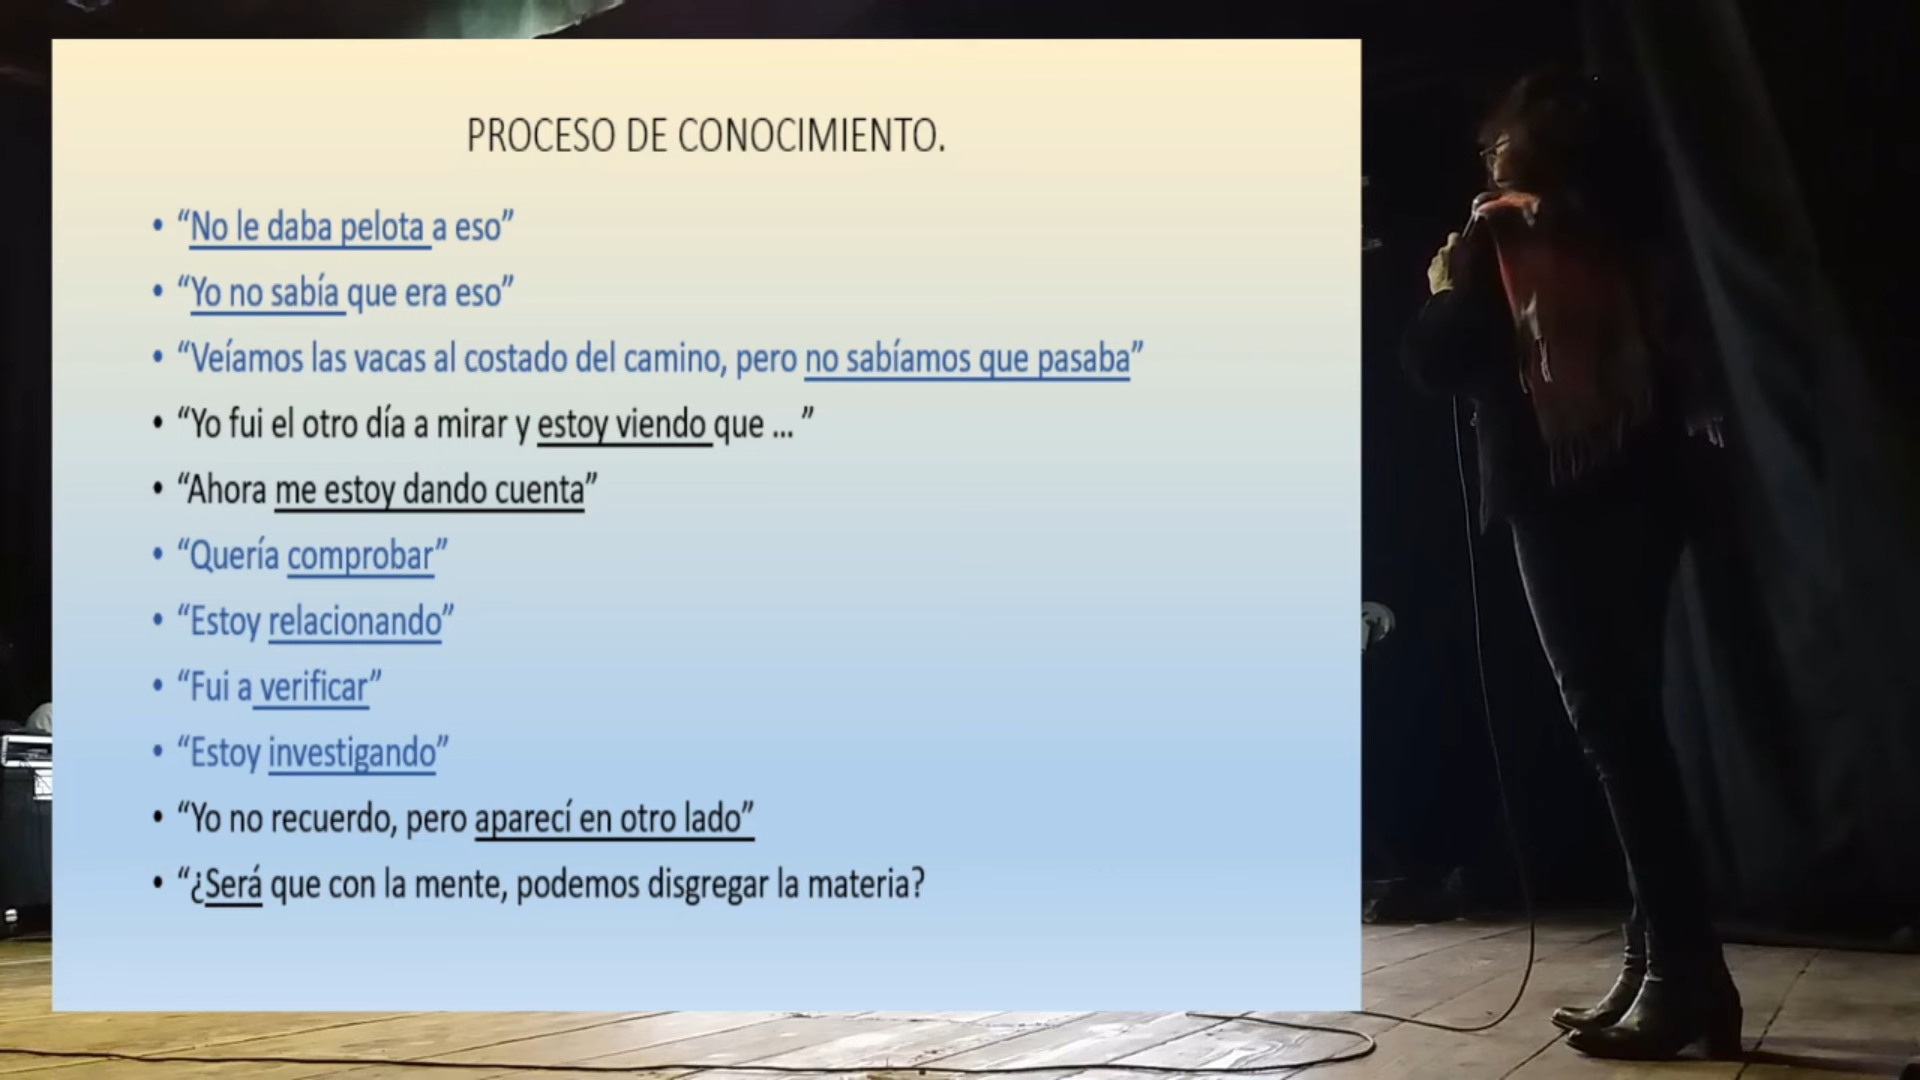 PROCESO DE CONOCIMIENTO.
• “No le daba pelota a eso”
• “Yo no sabía que era eso”
• “Veíamos las vacas al costado del camino, pero no sabíamos que pasaba”
• “Yo fui el otro día a mirar y estoy viendo que ... ”
• “Ahora me estoy dando cuenta”
• “Quería comprobar”
• “Estoy relacionando”
• “Fui a verificar”
• “Estoy investigando”
• “Yo no recuerdo, pero aparecí en otro lado”
• “¿Será que con la mente, podemos disgregar la materia?